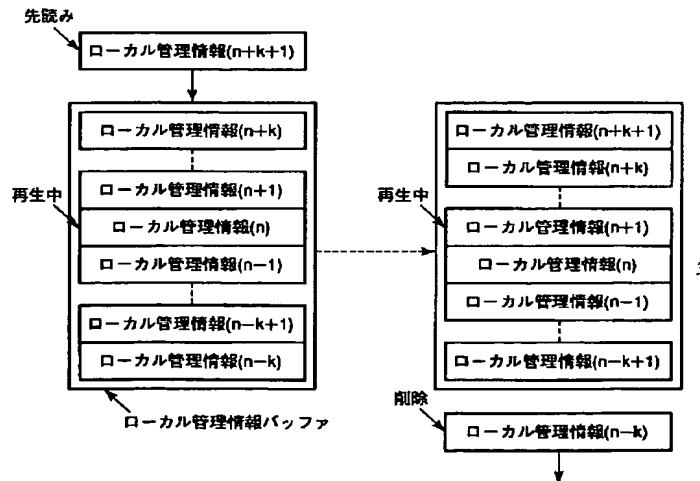 先読み
ローカル管理情報(n+k+1)
ローカル管理情報(n+k)
再生中
ローカル管理情報(n+1)
ローカル管理情報(n)
ローカル管理情報(n−1)
ローカル管理情報(n−k+1)
ローカル管理情報(n−k)
ローカル管理情報バッファ
ローカル管理情報(n+k+1)
ローカル管理情報(n+k)
再生中
ローカル管理情報(n+1)
ローカル管理情報(n)
ローカル管理情報(n−1)
ローカル管理情報(n−k+1)
削除
ローカル管理情報(n−k)